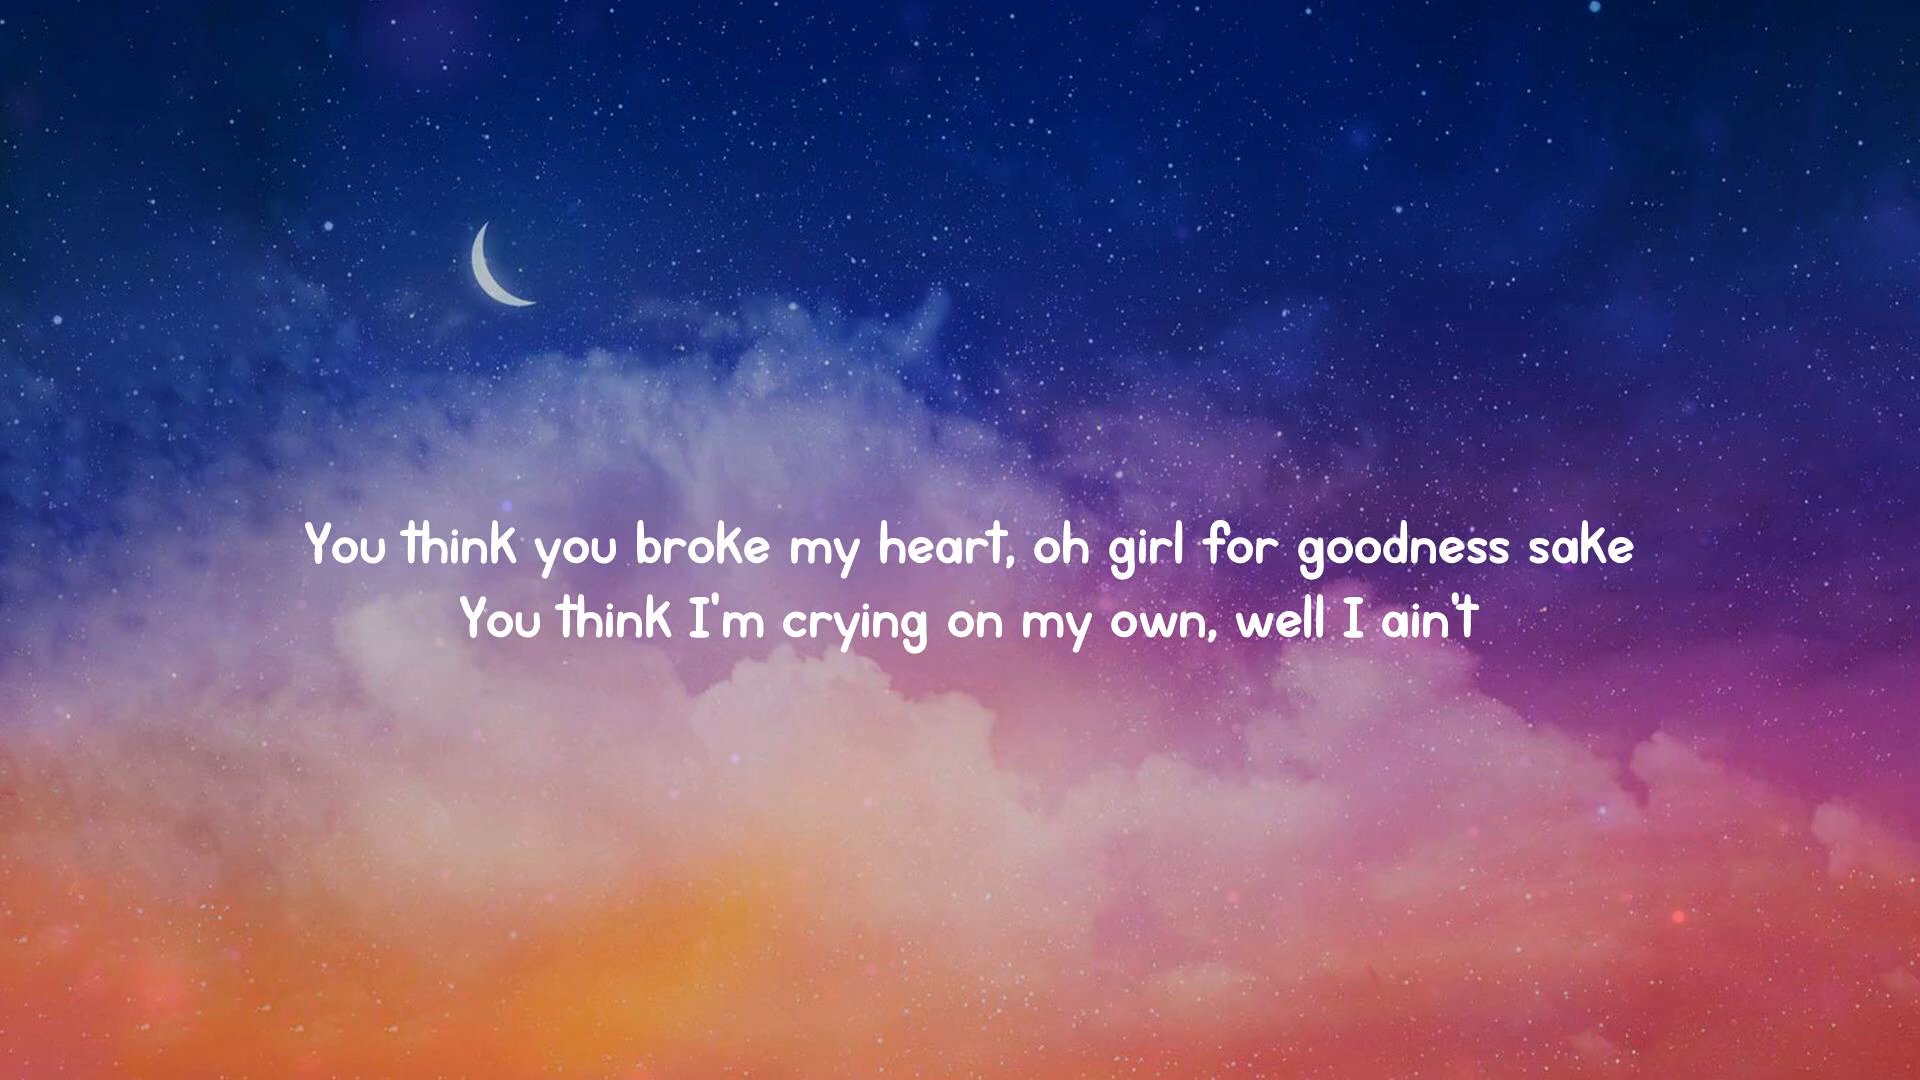 You think you broke my heart, oh girl for goodness sake
You think I'm crying on my own, well I ain't